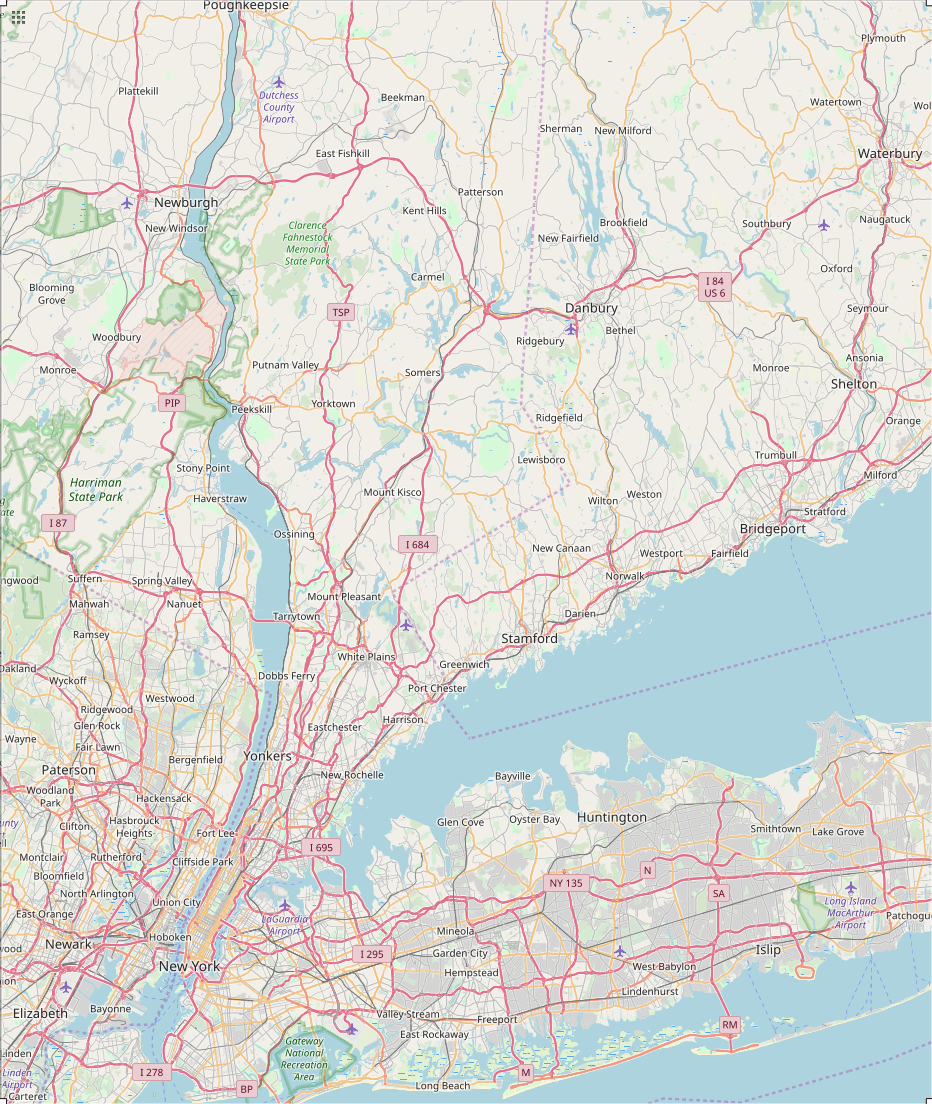 Poughkeepsie
Plymouth
Plattekill
Dutchess
County
Airport
Beekman
Watertown
Wol
Sherman
New Milford
East Fishkill
Waterbury
Patterson
Newburgh
Kent Hills
New Windsor
Clarence
Fahnestock
Memorial
State Park
Brookfield
Southbury
Naugatuck
New Fairfield
Oxford
Carmel
I 84
US 6
Blooming
Grove
TSP
Danbury
Seymour
Bethel
Woodbury
Ridgebury
Ansonia
Monroe
Putnam Valley
Somers
Monroe
Shelton
PIP
Peekskill
Yorktown
Ridgefield
Orange
Trumbull
Lewisboro
Stony Point
Milford
Harriman
State Park
ate
Haverstraw
Mount Kisco
Wilton
Weston
Stratford
I 87
Bridgeport
Ossining
I 684
New Canaan
Westport
Fairfield
ngwood
Suffern
Spring Valley
Norwalk
Mahwah
Nanuet
Mount Pleasant
Tarrytown
Darien
Ramsey
Stamford
White Plains
Greenwich
Oakland
Wyckoff
Dobbs Ferry
Port Chester
Westwood
Ridgewood
Harrison
Glen Rock
Eastchester
Wayne
Fair Lawn
Bergenfield
Yonkers
Paterson
New Rochelle
Bayville
Woodland
Park
Hackensack
Glen Cove
Oyster Bay
Huntington
unty
Clifton
Hasbrouck
Heights
Fort Lee
Smithtown
Lake Grove
Montclair
Rutherford
Cliffside Park
I 695
Bloomfield
N
NY 135
SA
North Arlington
Union City
Long Island
MacArthur
Airport
East Orange
LaGuardia
Airport
Patchogu
Mineola
Hoboken
Newark
wood
I 295
Garden City
Islip
New York
Hempstead
West Babylon
ion
Lindenhurst
Elizabeth
Bayonne
Valley Stream
Freeport
RM
East Rockaway
Gateway
National
Recreation
Area
Linden
I 278
M
Linden
Airport
BP
Long Beach
Carteret